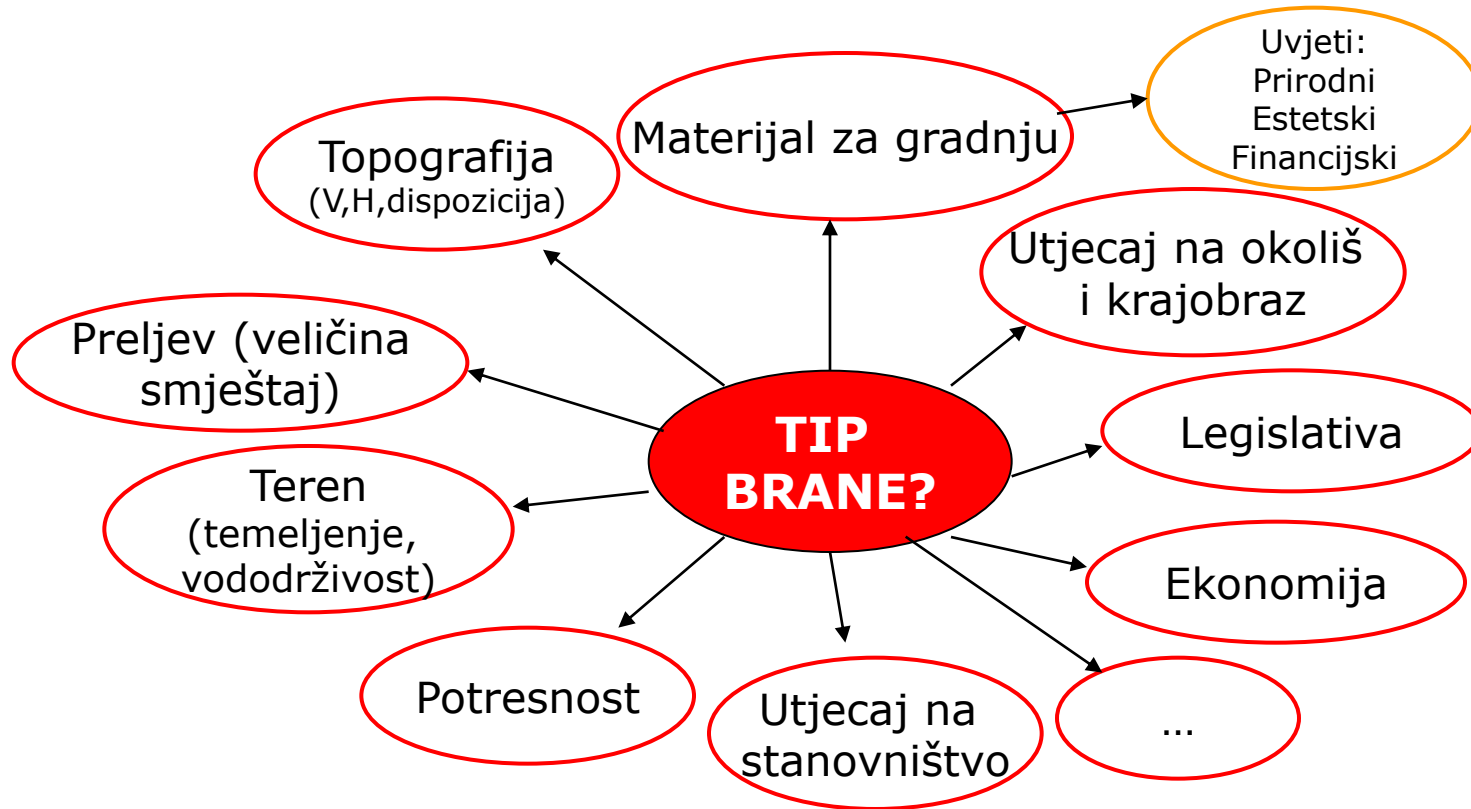 Uvjeti:
Prirodni
Estetski
Financijski
Materijal za gradnju
Topografija
(V,H,dispozicija)
Utjecaj na okoliš
i krajobraz
Preljev (veličina
smještaj)
TIP
BRANE?
Legislativa
Teren
(temeljenje,
vododrživost)
Ekonomija
Potresnost
Utjecaj na
stanovništvo
...